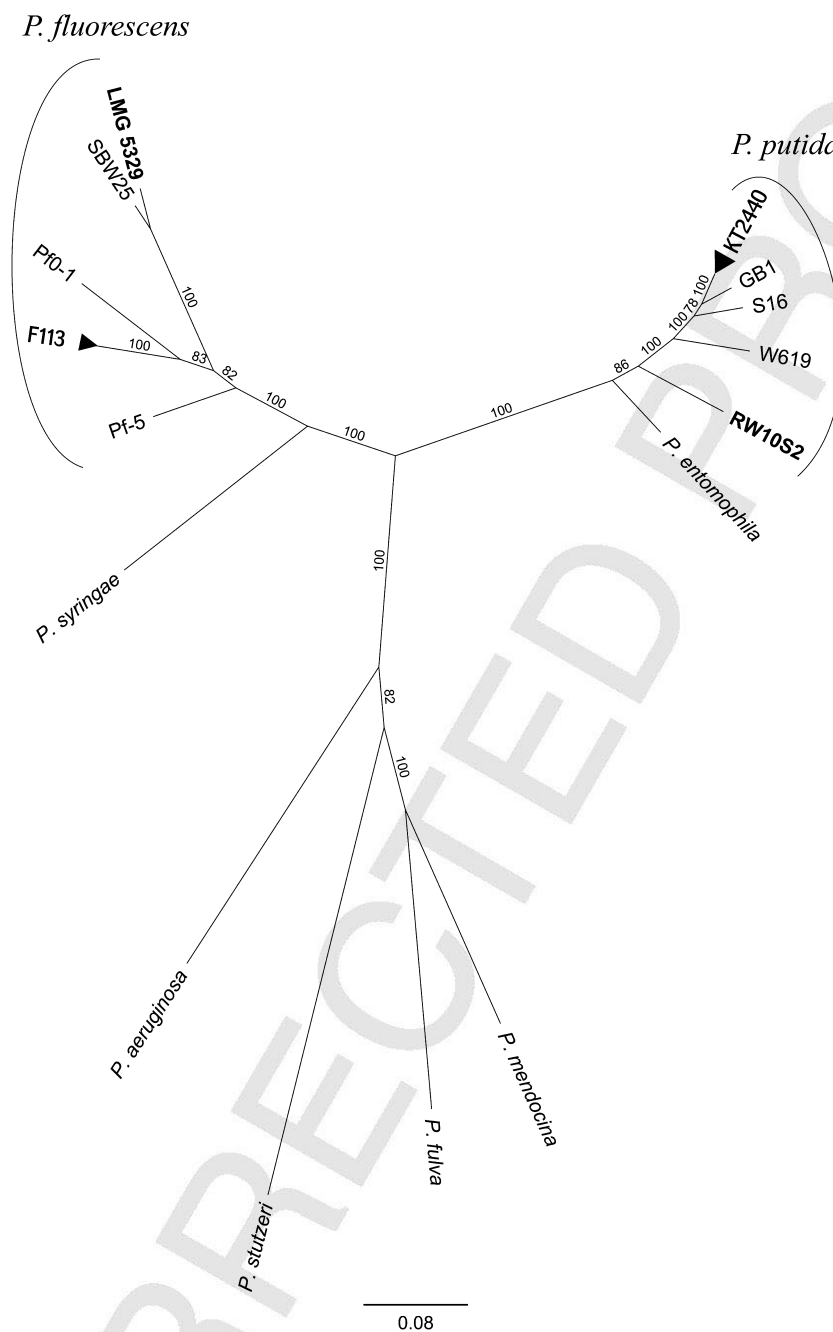 P. fluorescens
LMG 5329
SBW25
Pf0-1
F113
Pf-5
100
100
83
82
100
100
P. syringae
P. putida
KT2440
GB1
S16
W619
RW10S2
P. entomophila
100
78
100
100
86
100
100
82
100
P. aeruginosa
P. stutzeri
P. fulva
P. mendocina
0.08
RRECTED PRO